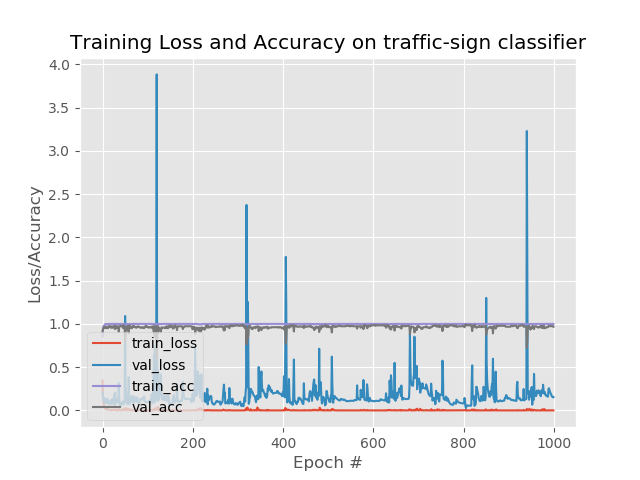 Training Loss and Accuracy on traffic-sign classifier
4.0
3.5
3.0
2.5
2.0
1.5
1.0
0.5
0.0
Loss/Accuracy
train_loss
val_loss
train_acc
val_acc
0 200 400 600 800 1000
Epoch #